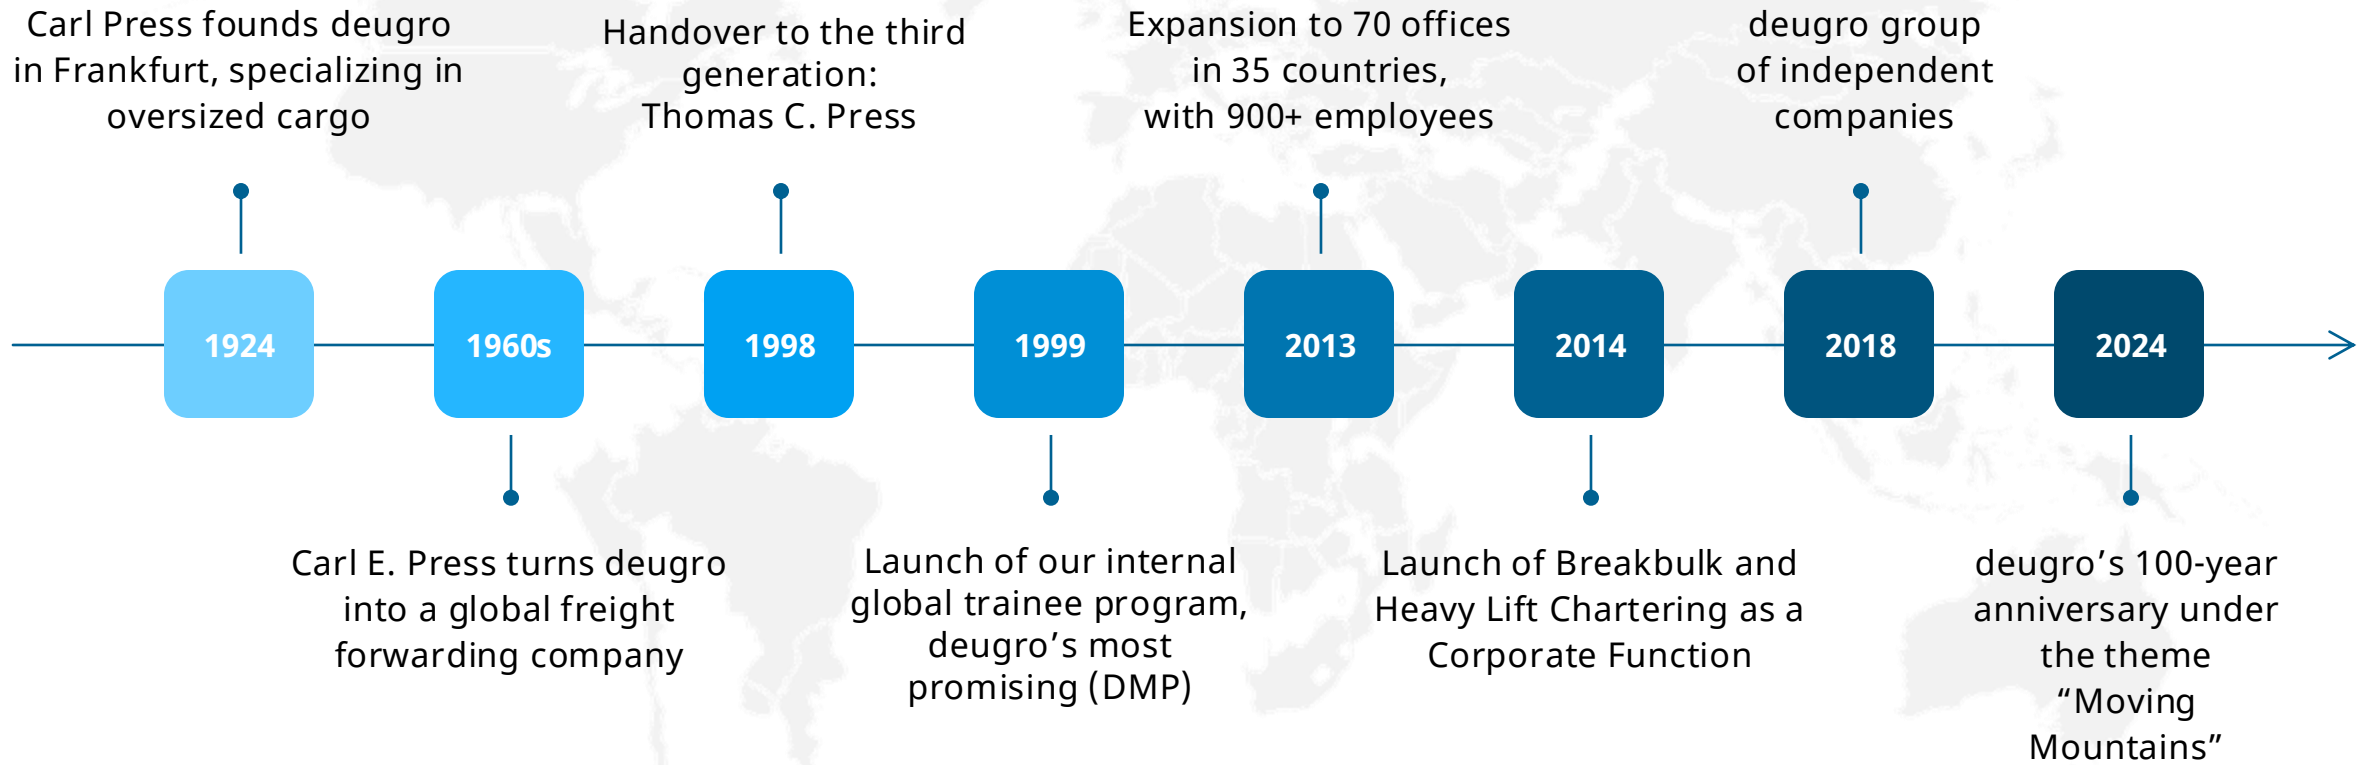 Carl Press founds deugro
in Frankfurt, specializing in
oversized cargo
Handover to the third
generation:
Thomas C. Press
Expansion to 70 offices
in 35 countries,
with 900+ employees
deugro group
of independent
companies
1924
1960s
1998
1999
2013
2014
2018
2024
Carl E. Press turns deugro
into a global freight
forwarding company
Launch of our internal
global trainee program,
deugro’s most
promising (DMP)
Launch of Breakbulk and
Heavy Lift Chartering as a
Corporate Function
deugro’s 100-year
anniversary under
the theme
“Moving
Mountains”